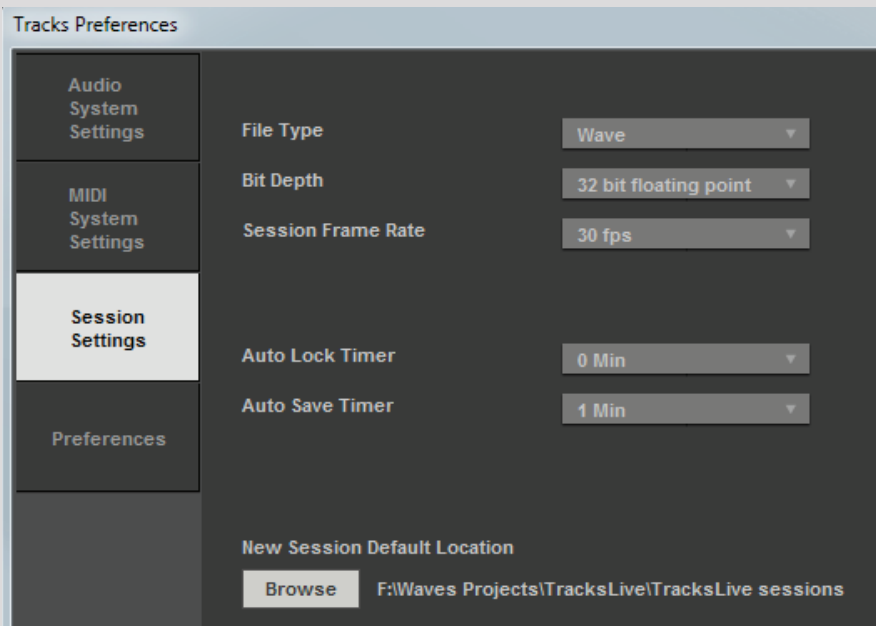 Tracks Preferences
Audio
System
Settings
MIDI
System
Settings
Session
Settings
Preferences
File Type
Wave
Bit Depth
32 bit floating point
Session Frame Rate
30 fps
Auto Lock Timer
0 Min
Auto Save Timer
1 Min
New Session Default Location
Browse
F:\Waves Projects\TracksLive\TracksLive sessions